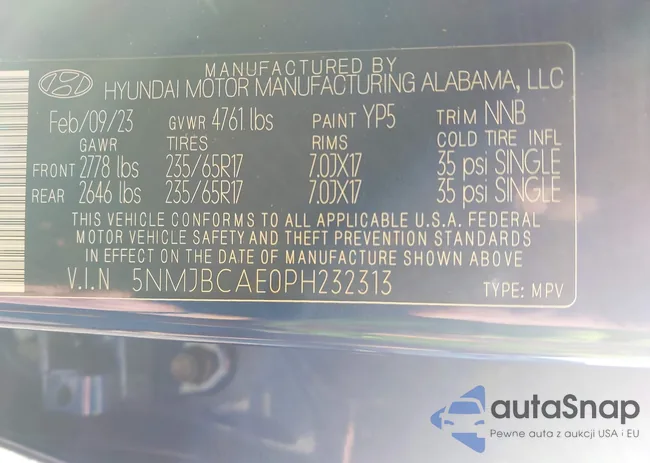 MANUFACTURED BY
HYUNDAI MOTOR MANUFACTURING ALABAMA, LLC
Feb/09/23 GVWR 4761 lbs PAINT YP5 TRIM NNB
GAWR TIRES RIMS COLD TIRE INFL
FRONT 2778 lbs 235/65R17 7.0JX17 35 psi SINGLE
REAR 2646 lbs 235/65R17 7.0JX17 35 psi SINGLE
THIS VEHICLE CONFORMS TO ALL APPLICABLE U.S.A. FEDERAL
MOTOR VEHICLE SAFETY AND THEFT PREVENTION STANDARDS
IN EFFECT ON THE DATE OF MANUFACTURE SHOWN ABOVE
V.I.N 5NMJBCAE0PH232313 TYPE: MPV
autaSnap
Pewne auta z aukcji USA i EU